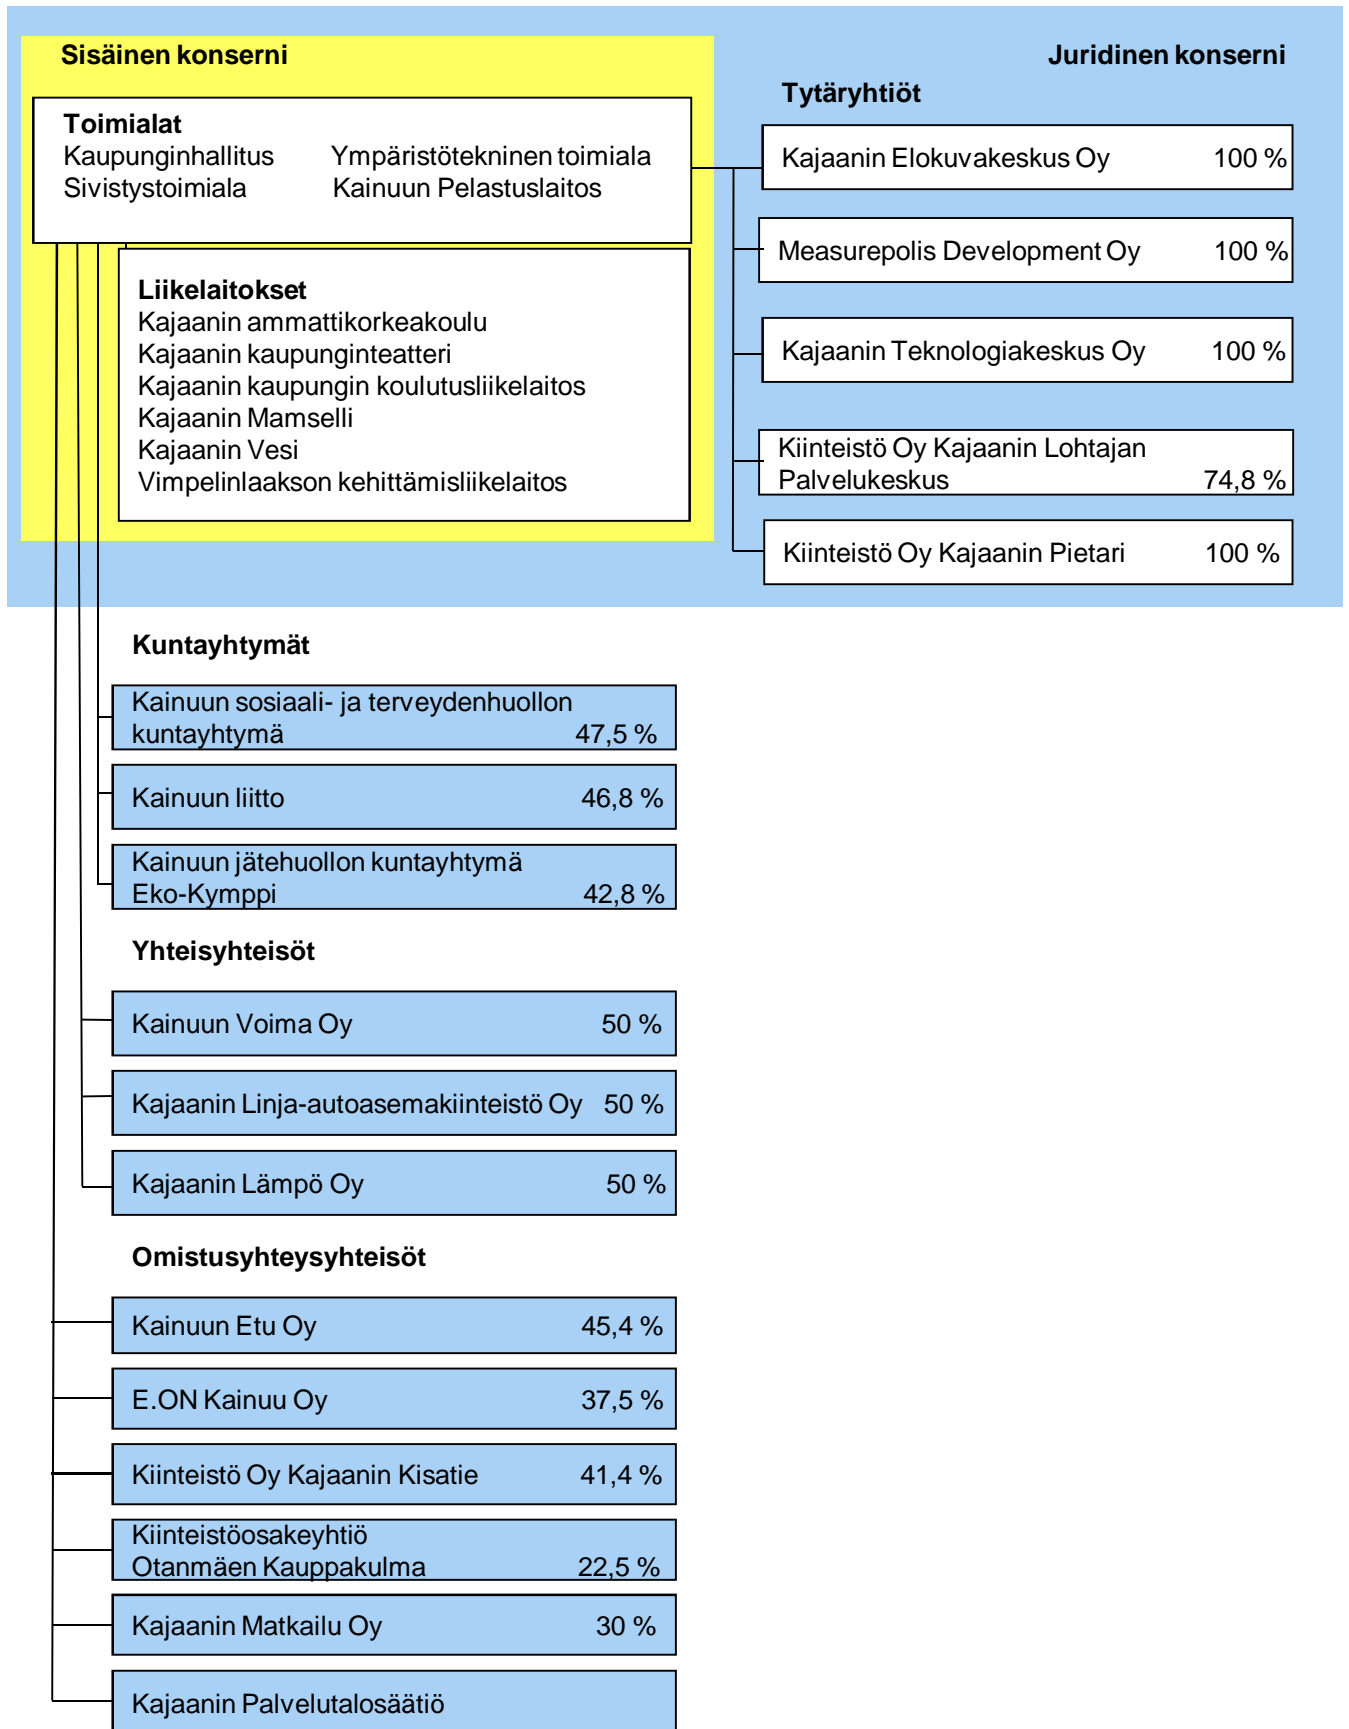 Sisäinen konserni
Juridinen konserni
Toimialat
Kaupunginhallitus Ympäristötekninen toimiala
Sivistystoimiala Kainuun Pelastuslaitos
Liikelaitokset
Kajaanin ammattikorkeakoulu
Kajaanin kaupunginteatteri
Kajaanin kaupungin koulutusliikelaitos
Kajaanin Mamselli
Kajaanin Vesi
Vimpelinlaakson kehittämisliikelaitos
Tytäryhtiöt
Kajaanin Elokuvakeskus Oy 100 %
Measurepolis Development Oy 100 %
Kajaanin Teknologiakeskus Oy 100 %
Kiinteistö Oy Kajaanin Lohtajan
Palvelukeskus 74,8 %
Kiinteistö Oy Kajaanin Pietari 100 %
Kuntayhtymät
Kainuun sosiaali- ja terveydenhuollon
kuntayhtymä 47,5 %
Kainuun liitto 46,8 %
Kainuun jätehuollon kuntayhtymä
Eko-Kymppi 42,8 %
Yhteisyhteisöt
Kainuun Voima Oy 50 %
Kajaanin Linja-autoasemakiinteistö Oy 50 %
Kajaanin Lämpö Oy 50 %
Omistusyhteysyhteisöt
Kainuun Etu Oy 45,4 %
E.ON Kainuu Oy 37,5 %
Kiinteistö Oy Kajaanin Kisatie 41,4 %
Kiinteistöosakeyhtiö
Otanmäen Kauppakulma 22,5 %
Kajaanin Matkailu Oy 30 %
Kajaanin Palvelutalosäätiö